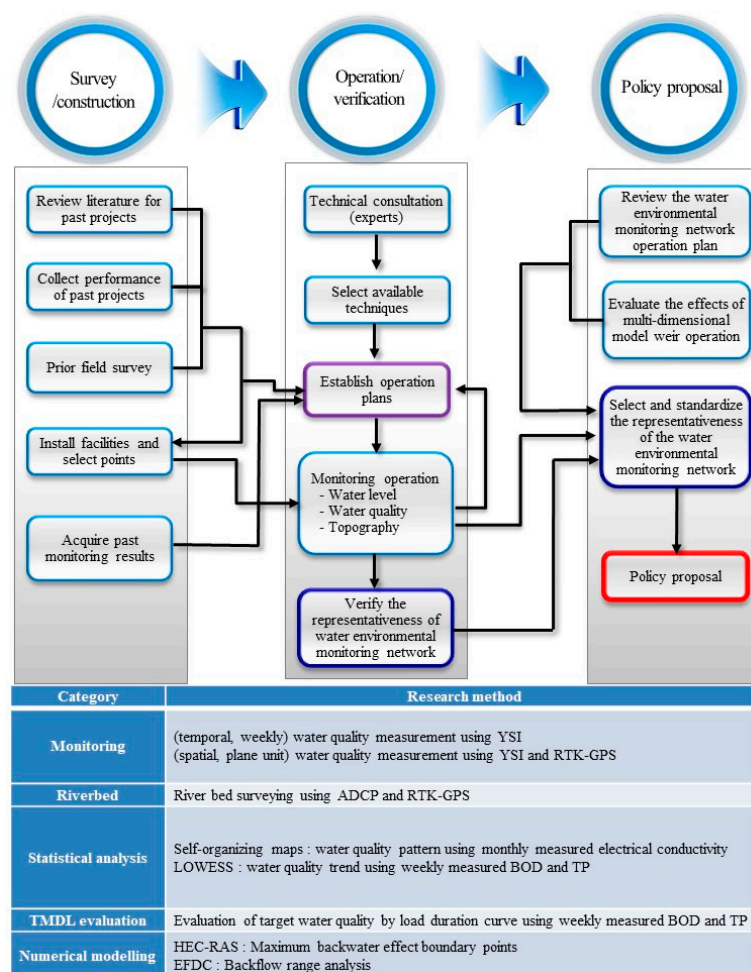 Survey
/construction
Operation/
verification
Policy proposal
Review literature for
past projects
Collect performance
of past projects
Prior field survey
Install facilities and
select points
Acquire past
monitoring results
Technical consultation
(experts)
Select available
techniques
Establish operation
plans
Monitoring operation
- Water level
- Water quality
- Topography
Verify the
representativeness of
water environmental
monitoring network
Review the water
environmental
monitoring network
operation plan
Evaluate the effects of
multi-dimensional
model weir operation
Select and standardize
the representativeness
of the water
environmental
monitoring network
Policy proposal
Category Research method
Monitoring
(temporal, weekly) water quality measurement using YSI
(spatial, plane unit) water quality measurement using YSI and RTK-GPS
Riverbed River bed surveying using ADCP and RTK-GPS
Statistical analysis
Self-organizing maps : water quality pattern using monthly measured electrical conductivity
LOWESS : water quality trend using weekly measured BOD and TP
TMDL evaluation Evaluation of target water quality by load duration curve using weekly measured BOD and TP
Numerical modelling
HEC-RAS : Maximum backwater effect boundary points
EFDC : Backflow range analysis